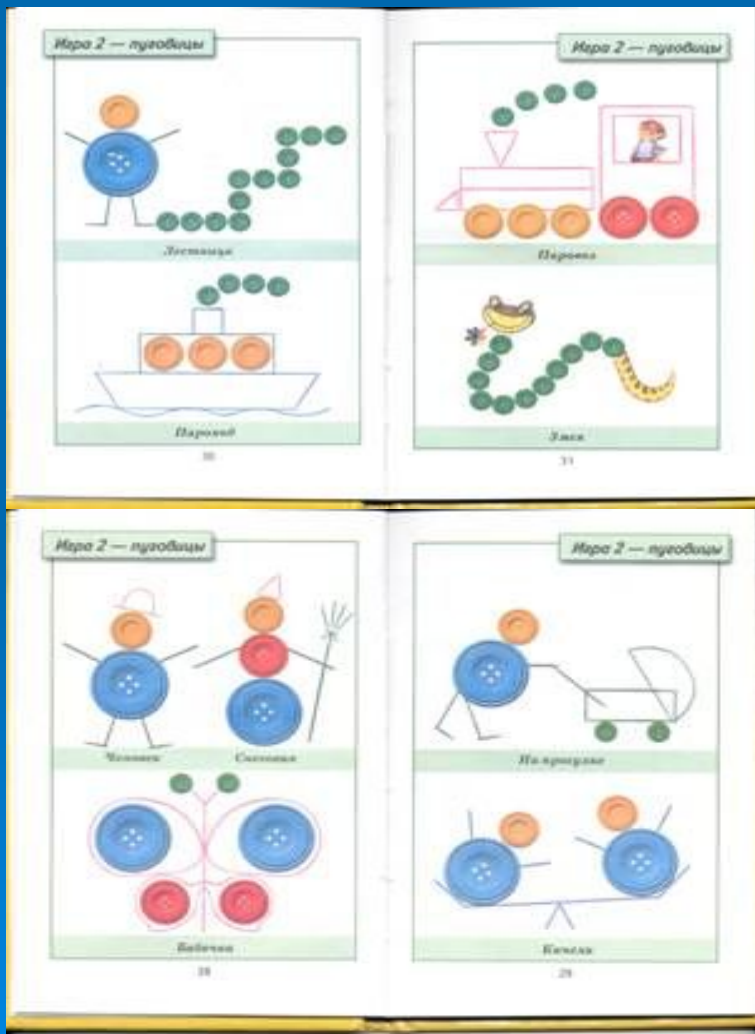 Игра 2 — пуговицы
Лестница
Пароход
30
Игра 2 — пуговицы
Паровоз
Змея
31
Игра 2 — пуговицы
Человек
Снеговик
Бабочка
28
Игра 2 — пуговицы
На прогулке
Качели
29